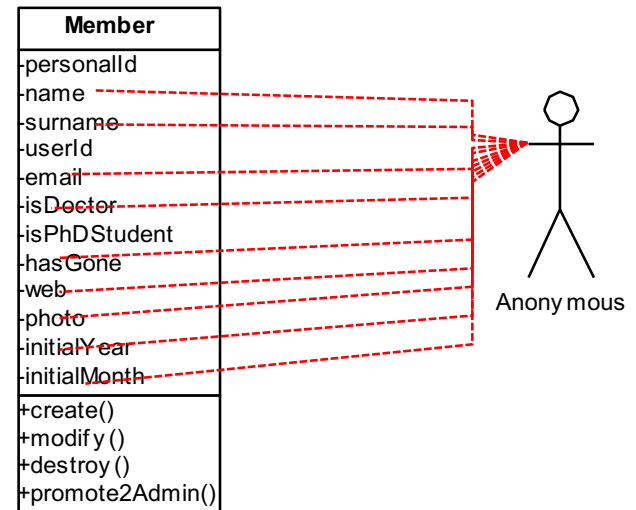 Member
-personalId
-name
-surname
-userId
-email
-isDoctor
-isPhDStudent
-hasGone
-web
-photo
-initialYear
-initialMonth
+create()
+modify()
+destroy()
+promote2Admin()
Anonymous